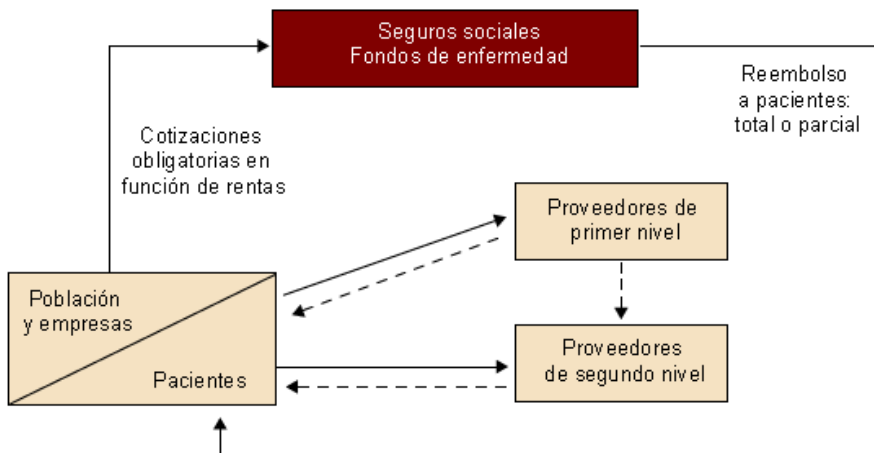 Seguros sociales
Fondos de enfermedad
Reembolso
a pacientes:
total o parcial
Cotizaciones
obligatorias en
función de rentas
Proveedores de
primer nivel
Población
y empresas
Pacientes
Proveedores
de segundo nivel